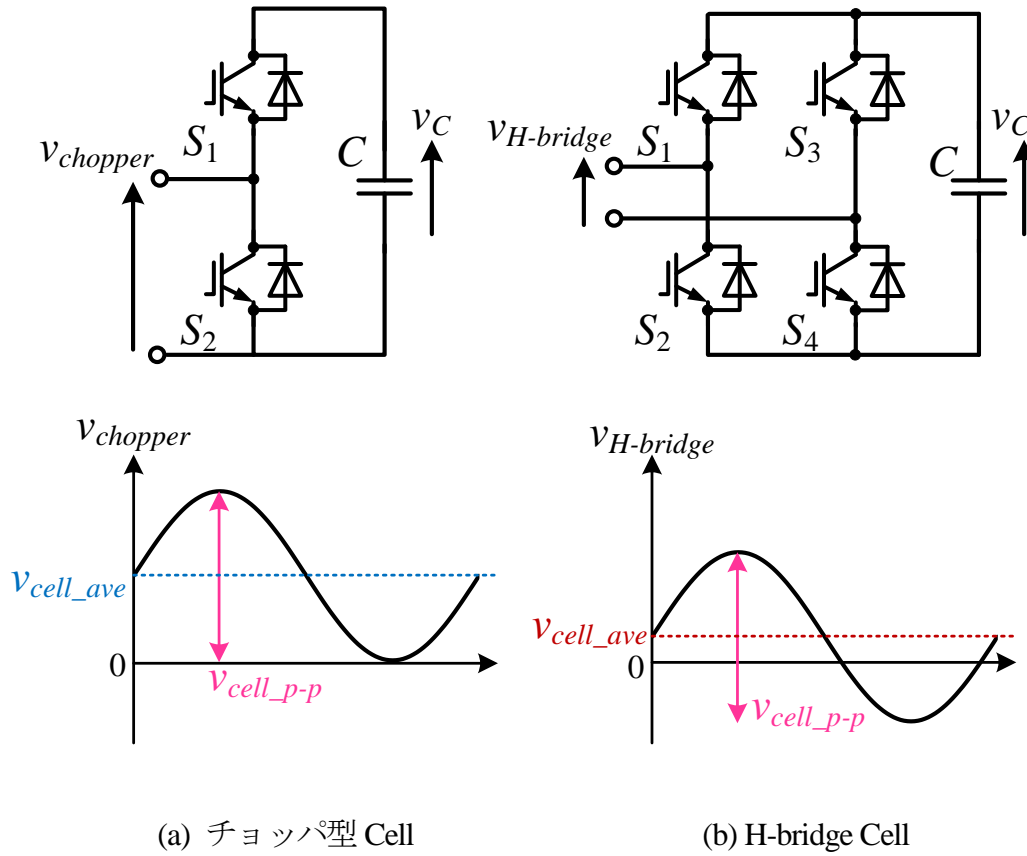 v_chopper
S1
S2
C
v_C
v_H-bridge
S1
S3
S2
S4
C
v_C
v_chopper
v_cell_ave
0
v_cell_p-p
v_H-bridge
v_cell_ave
0
v_cell_p-p
(a) チョッパ型 Cell
(b) H-bridge Cell